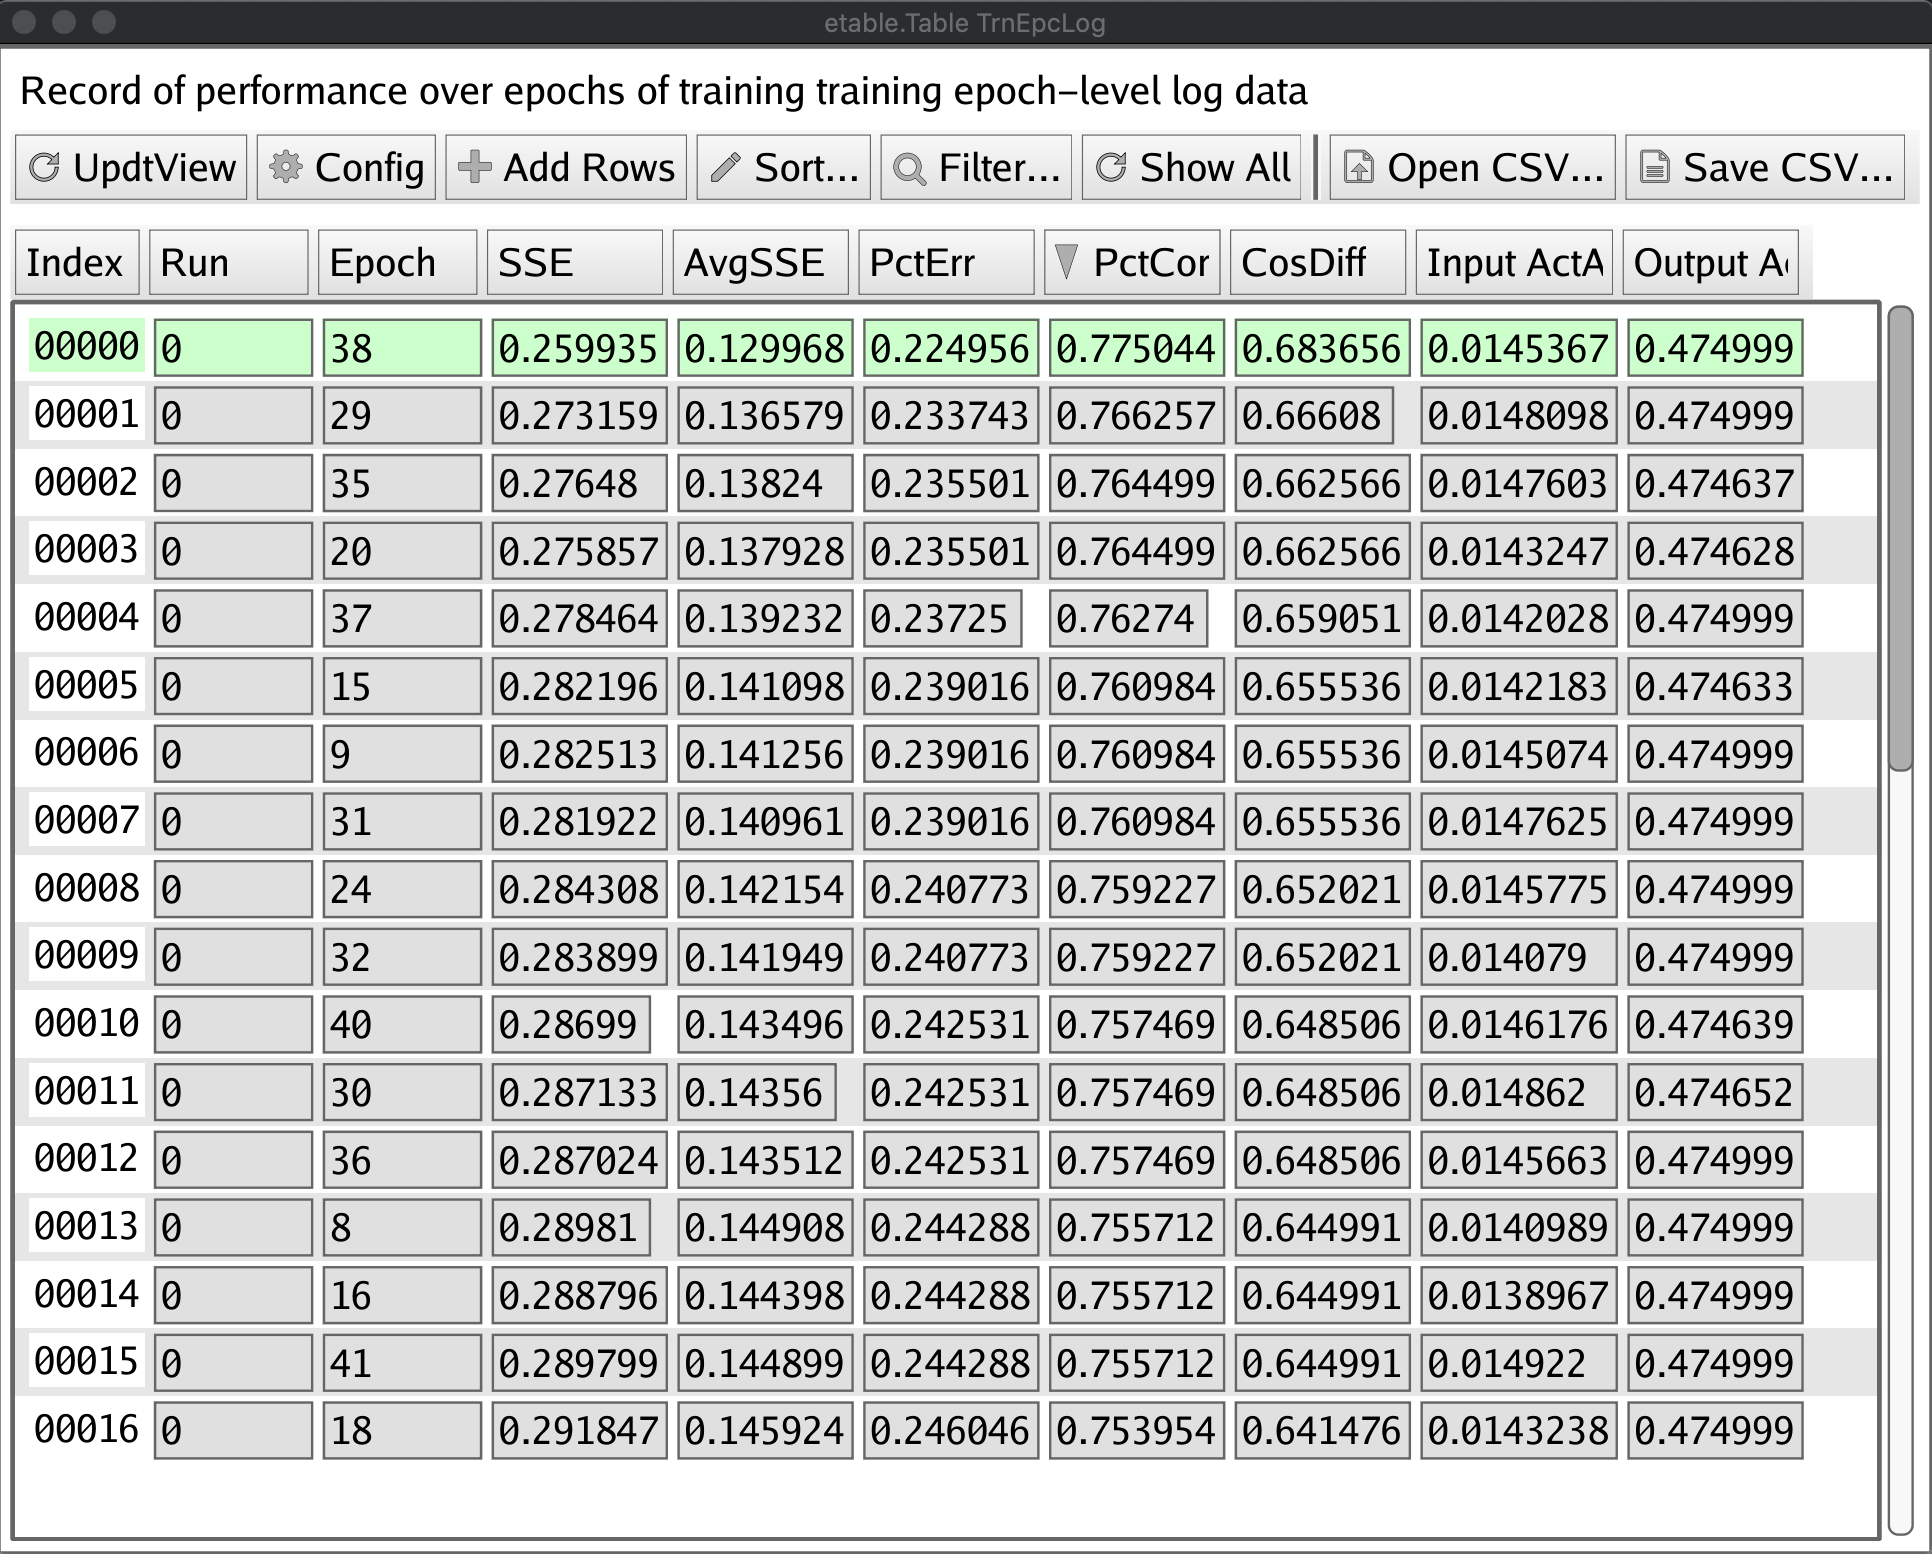 etable.Table TrnEpcLog
Record of performance over epochs of training training epoch-level log data
UpdtView Config Add Rows Sort... Filter... Show All Open CSV... Save CSV...
Index Run Epoch SSE AvgSSE PctErr PctCor CosDiff Input ActA Output Ac
00000 0 38 0.259935 0.129968 0.224956 0.775044 0.683656 0.0145367 0.474999
00001 0 29 0.273159 0.136579 0.233743 0.766257 0.66608 0.0148098 0.474999
00002 0 35 0.27648 0.13824 0.235501 0.764499 0.662566 0.0147603 0.474637
00003 0 20 0.275857 0.137928 0.235501 0.764499 0.662566 0.0143247 0.474628
00004 0 37 0.278464 0.139232 0.23725 0.76274 0.659051 0.0142028 0.474999
00005 0 15 0.282196 0.141098 0.239016 0.760984 0.655536 0.0142183 0.474633
00006 0 9 0.282513 0.141256 0.239016 0.760984 0.655536 0.0145074 0.474999
00007 0 31 0.281922 0.140961 0.239016 0.760984 0.655536 0.0147625 0.474999
00008 0 24 0.284308 0.142154 0.240773 0.759227 0.652021 0.0145775 0.474999
00009 0 32 0.283899 0.141949 0.240773 0.759227 0.652021 0.014079 0.474999
00010 0 40 0.28699 0.143496 0.242531 0.757469 0.648506 0.0146176 0.474639
00011 0 30 0.287133 0.14356 0.242531 0.757469 0.648506 0.014862 0.474652
00012 0 36 0.287024 0.143512 0.242531 0.757469 0.648506 0.0145663 0.474999
00013 0 8 0.28981 0.144908 0.244288 0.755712 0.644991 0.0140989 0.474999
00014 0 16 0.288796 0.144398 0.244288 0.755712 0.644991 0.0138967 0.474999
00015 0 41 0.289799 0.144899 0.244288 0.755712 0.644991 0.014922 0.474999
00016 0 18 0.291847 0.145924 0.246046 0.753954 0.641476 0.0143238 0.474999